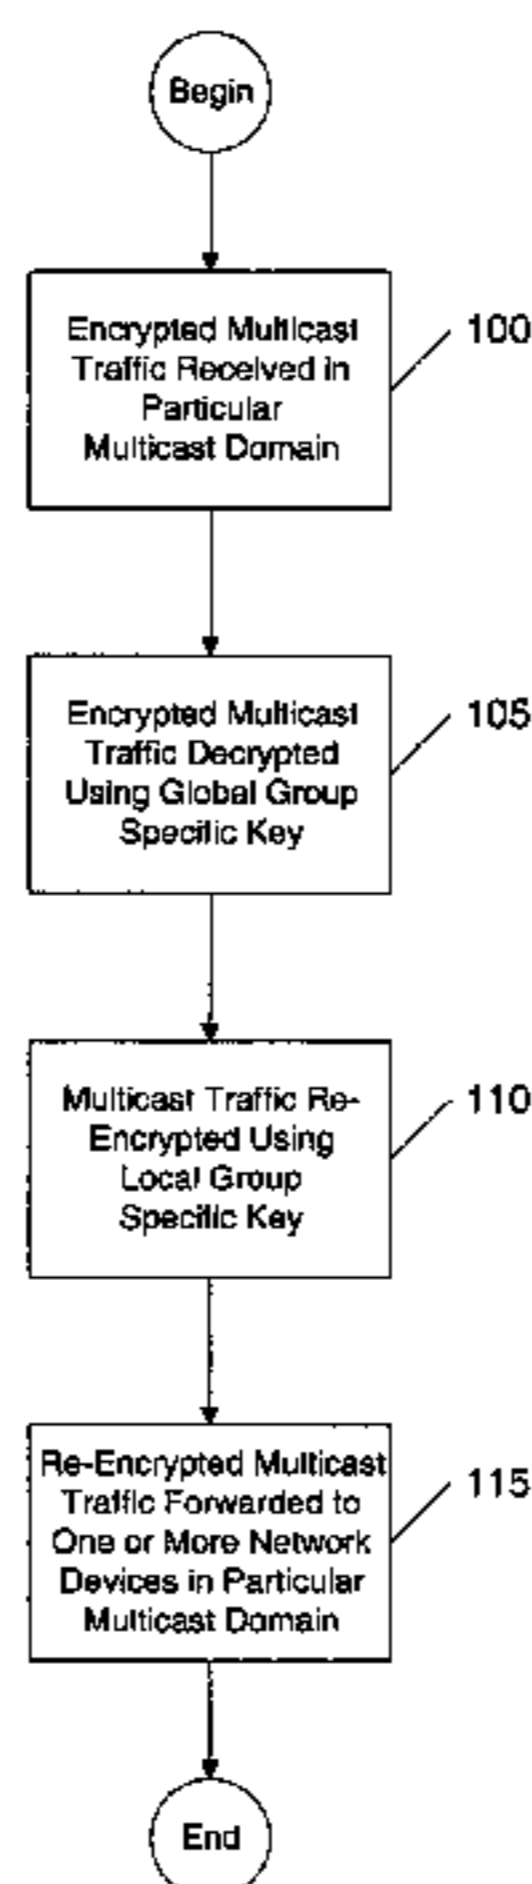 Begin
Encrypted Multicast
Traffic Received in
Particular
Multicast Domain
100
Encrypted Multicast
Traffic Decrypted
Using Global Group
Specific Key
105
Multicast Traffic Re-
Encrypted Using
Local Group
Specific Key
110
Re-Encrypted Multicast
Traffic Forwarded to
One or More Network
Devices in Particular
Multicast Domain
115
End